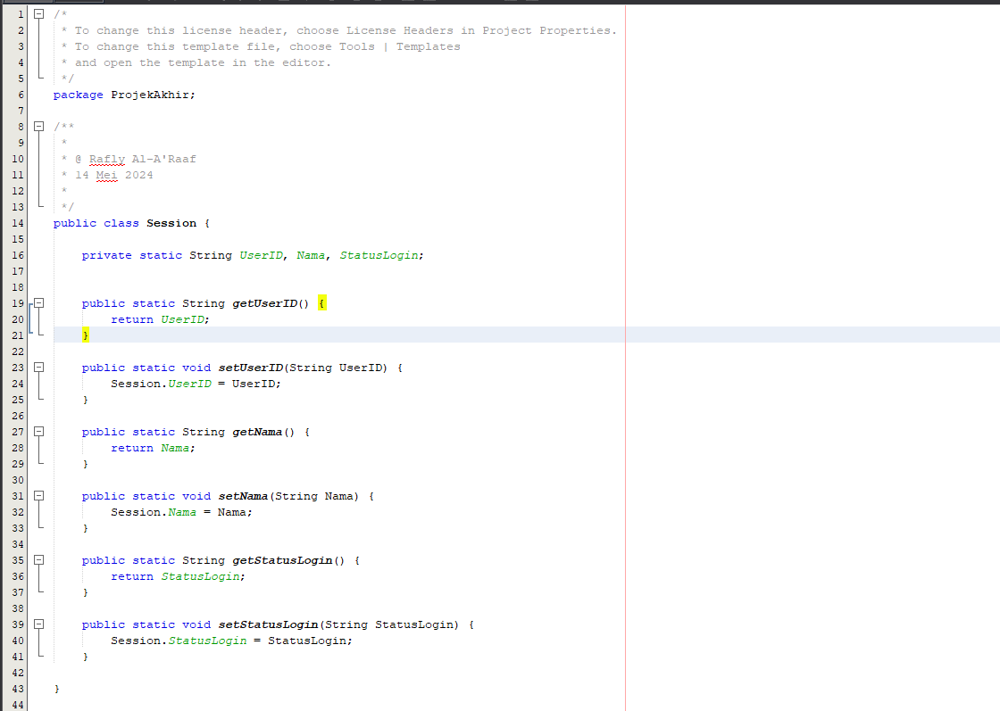 1 /*
2 * To change this license header, choose License Headers in Project Properties.
3 * To change this template file, choose Tools | Templates
4 * and open the template in the editor.
5 */
6 package ProjekAkhir;
7
8 /**
9 *
10 * @ Rafly Al-A'Raaf
11 * 14 Mei 2024
12 *
13 */
14 public class Session {
15
16 private static String UserID, Nama, StatusLogin;
17
18
19 public static String getUserID() {
20 return UserID;
21 }
22
23 public static void setUserID(String UserID) {
24 Session.UserID = UserID;
25 }
26
27 public static String getNama() {
28 return Nama;
29 }
30
31 public static void setNama(String Nama) {
32 Session.Nama = Nama;
33 }
34
35 public static String getStatusLogin() {
36 return StatusLogin;
37 }
38
39 public static void setStatusLogin(String StatusLogin) {
40 Session.StatusLogin = StatusLogin;
41 }
42
43 }
44